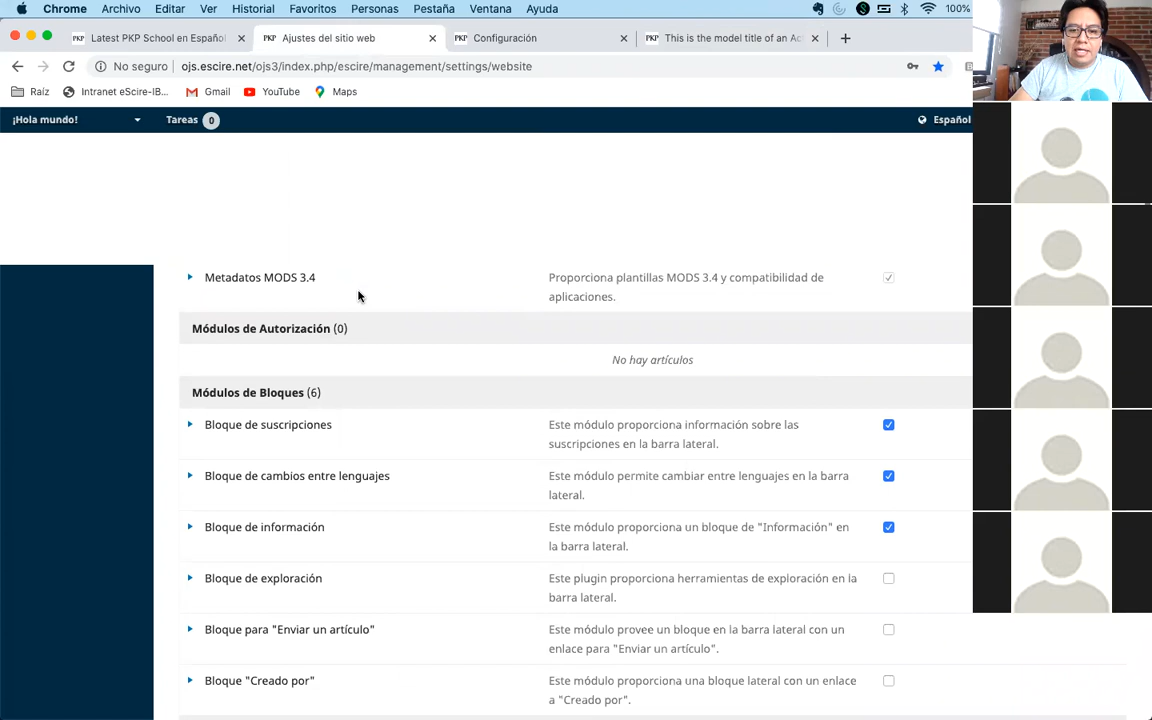 Chrome Archivo Editar Ver Historial Favoritos Personas Pestaña Ventana Ayuda 100%
PKP Latest PKP School en Español PKP Ajustes del sitio web PKP Configuración PKP This is the model title of an
No seguro ojs.escire.net/ojs3/index.php/escire/management/settings/website
Raíz Intranet eScire-IB... Gmail YouTube Maps
¡Hola mundo! Tareas 0 Español
Metadatos MODS 3.4 Proporciona plantillas MODS 3.4 y compatibilidad de
aplicaciones.
Módulos de Autorización (0)
No hay artículos
Módulos de Bloques (6)
Bloque de suscripciones Este módulo proporciona información sobre las
suscripciones en la barra lateral.
Bloque de cambios entre lenguajes Este módulo permite cambiar entre lenguajes en la barra
lateral.
Bloque de información Este módulo proporciona un bloque de "Información" en
la barra lateral.
Bloque de exploración Este plugin proporciona herramientas de exploración en la
barra lateral.
Bloque para "Enviar un artículo" Este módulo provee un bloque en la barra lateral con un
enlace para "Enviar un artículo".
Bloque "Creado por" Este módulo proporciona una bloque lateral con un enlace
a "Creado por".